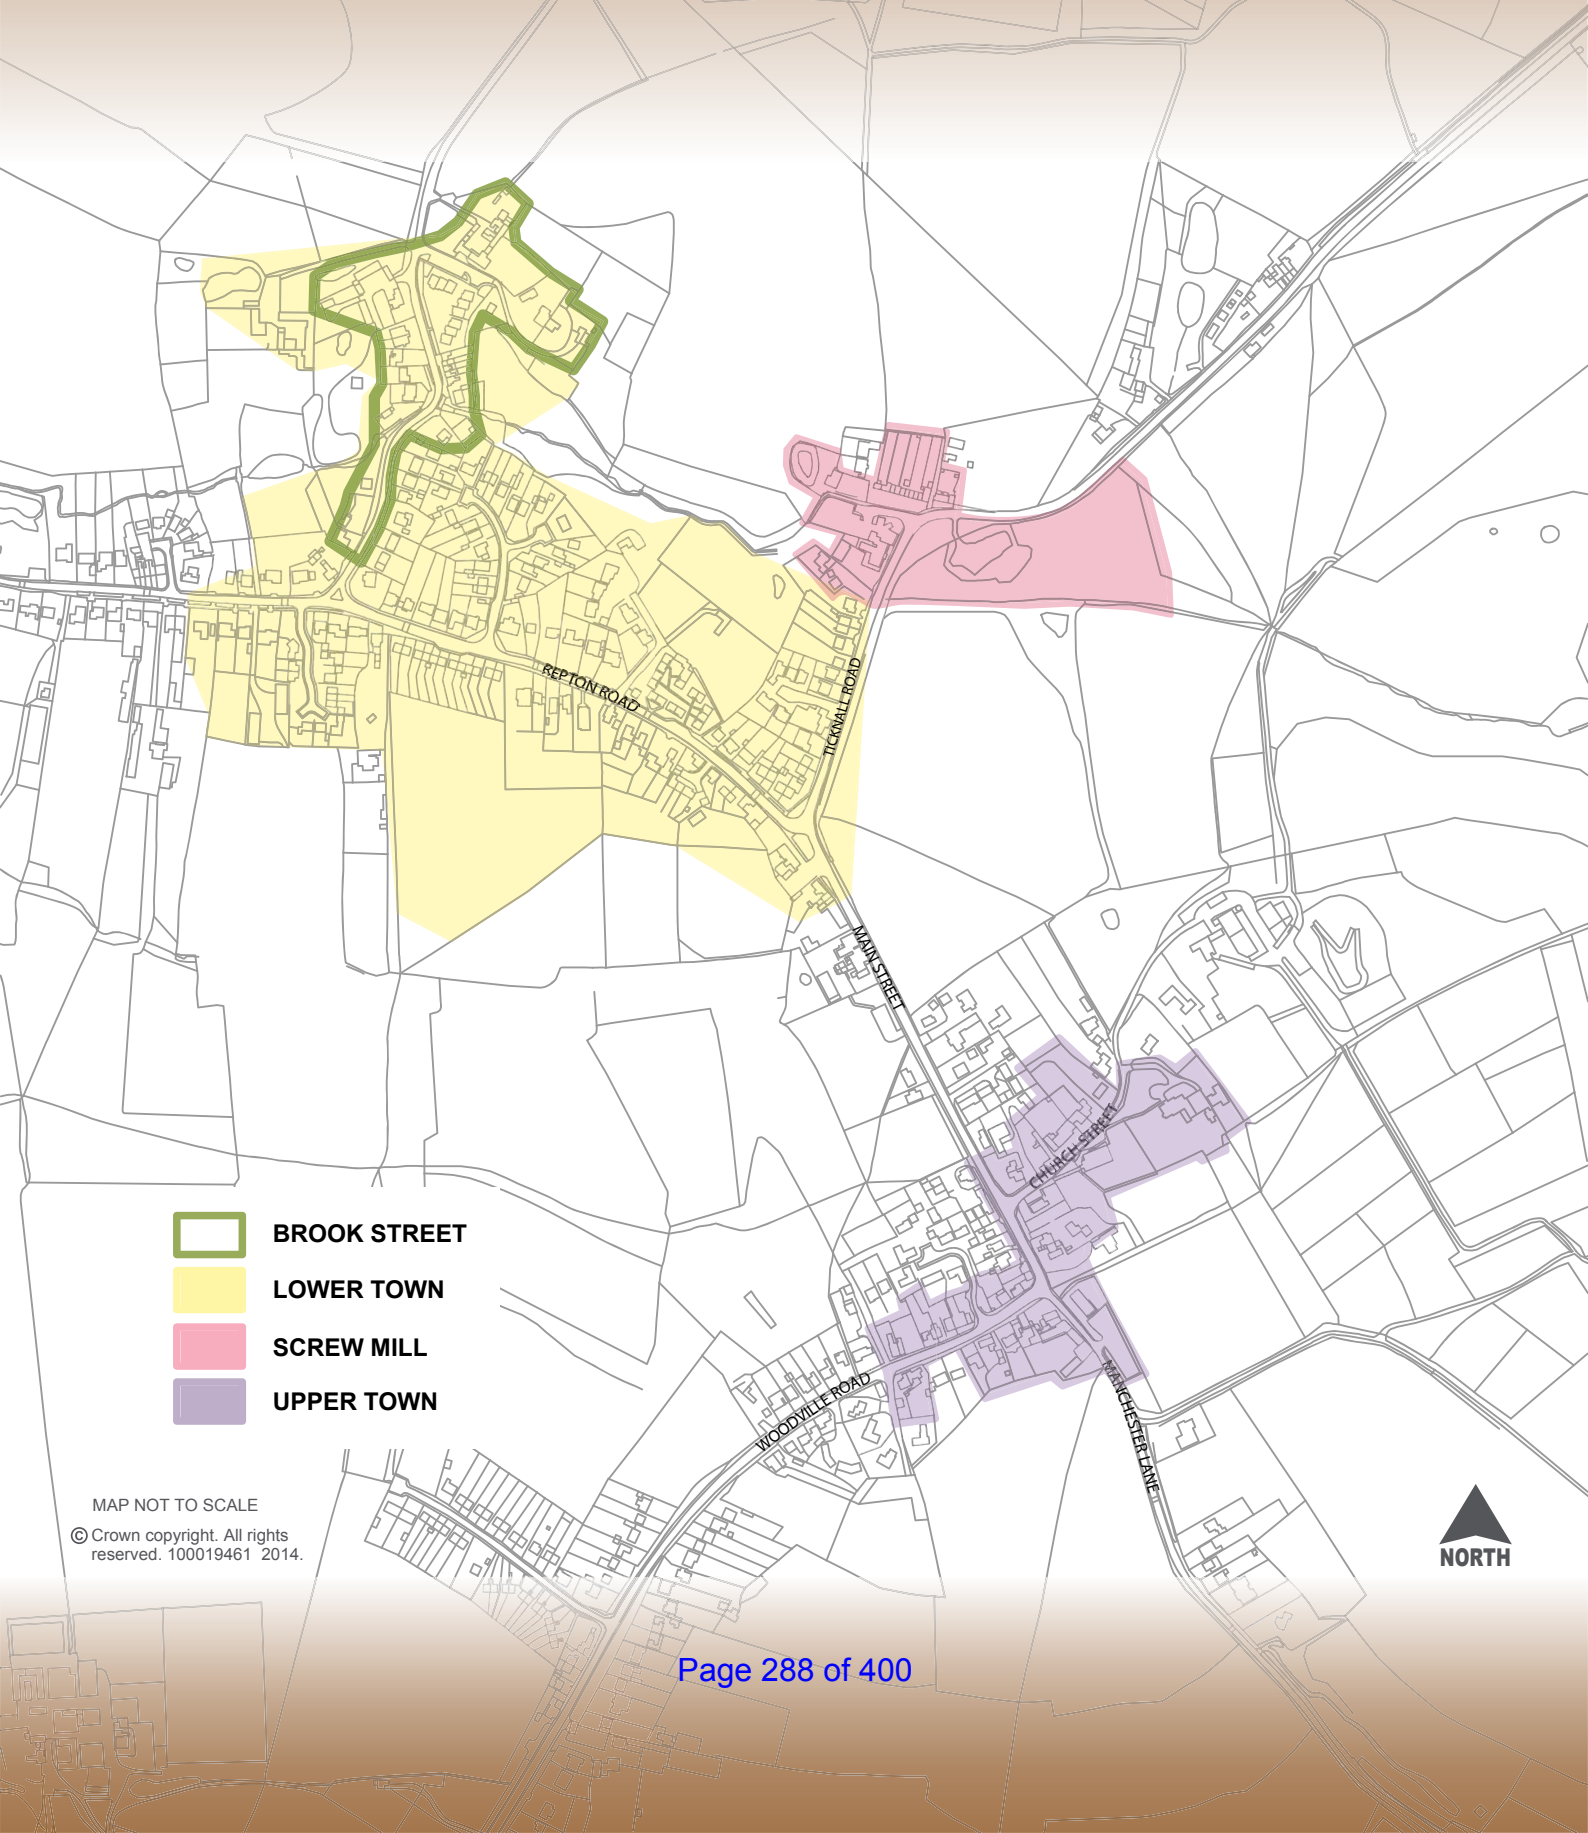 REPTON ROAD
TICKNALL ROAD
MAIN STREET
CHURCH STREET
BROOK STREET
LOWER TOWN
SCREW MILL
UPPER TOWN
WOODVILLE ROAD
MANCHESTER LANE
MAP NOT TO SCALE
© Crown copyright. All rights
reserved. 100019461 2014.
NORTH
Page 288 of 400